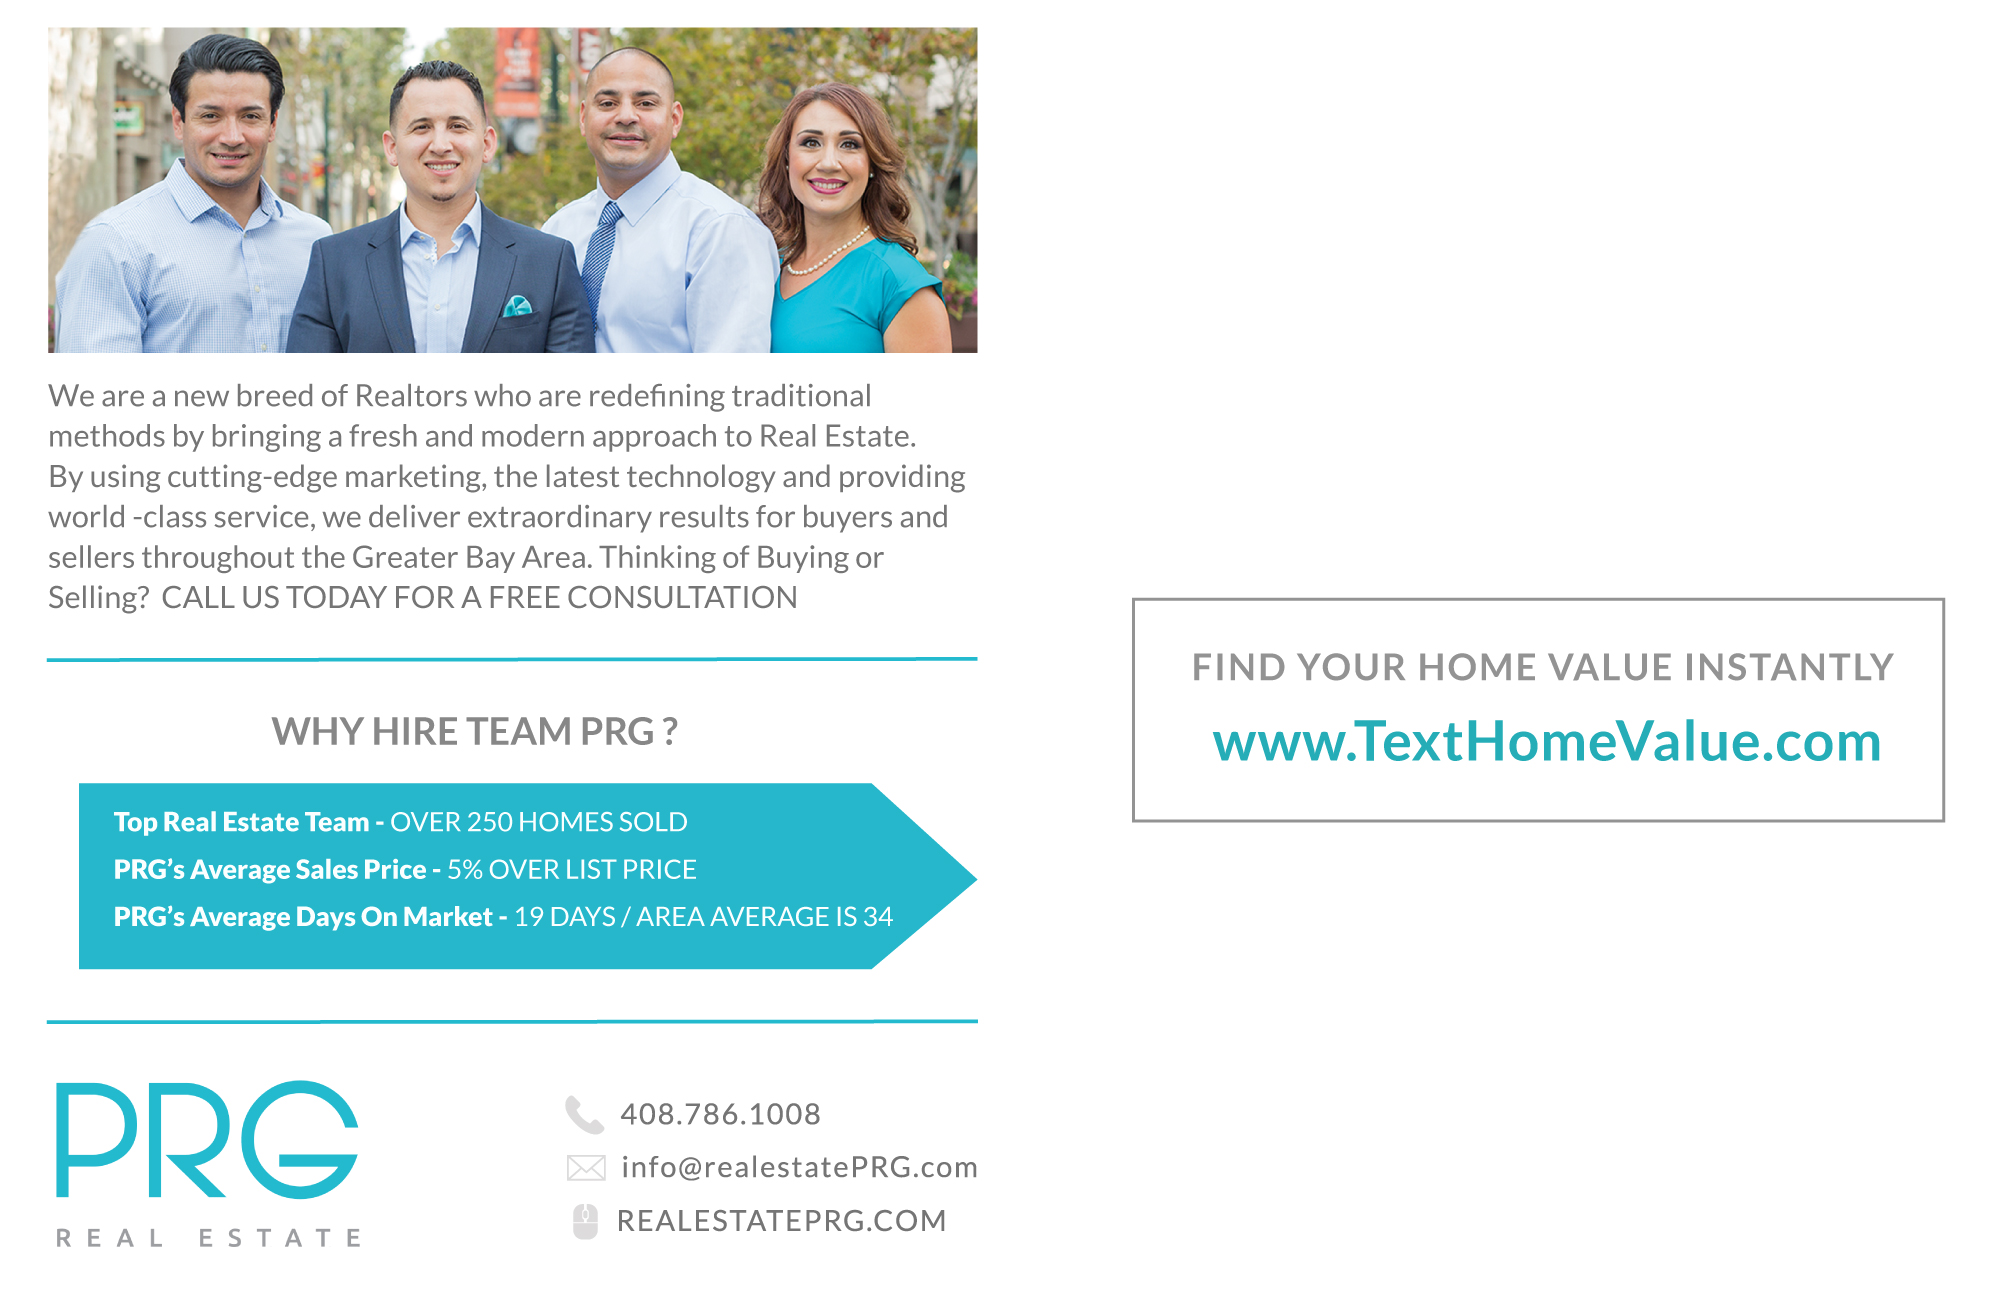 We are a new breed of Realtors who are redefining traditional
methods by bringing a fresh and modern approach to Real Estate.
By using cutting-edge marketing, the latest technology and providing
world -class service, we deliver extraordinary results for buyers and
sellers throughout the Greater Bay Area. Thinking of Buying or
Selling?  CALL US TODAY FOR A FREE CONSULTATION
WHY HIRE TEAM PRG ?
Top Real Estate Team - OVER 250 HOMES SOLD
PRG’s Average Sales Price - 5% OVER LIST PRICE
PRG’s Average Days On Market - 19 DAYS / AREA AVERAGE IS 34
PRG
REAL ESTATE
408.786.1008
info@realestatePRG.com
REALESTATEPRG.COM
FIND YOUR HOME VALUE INSTANTLY
www.TextHomeValue.com